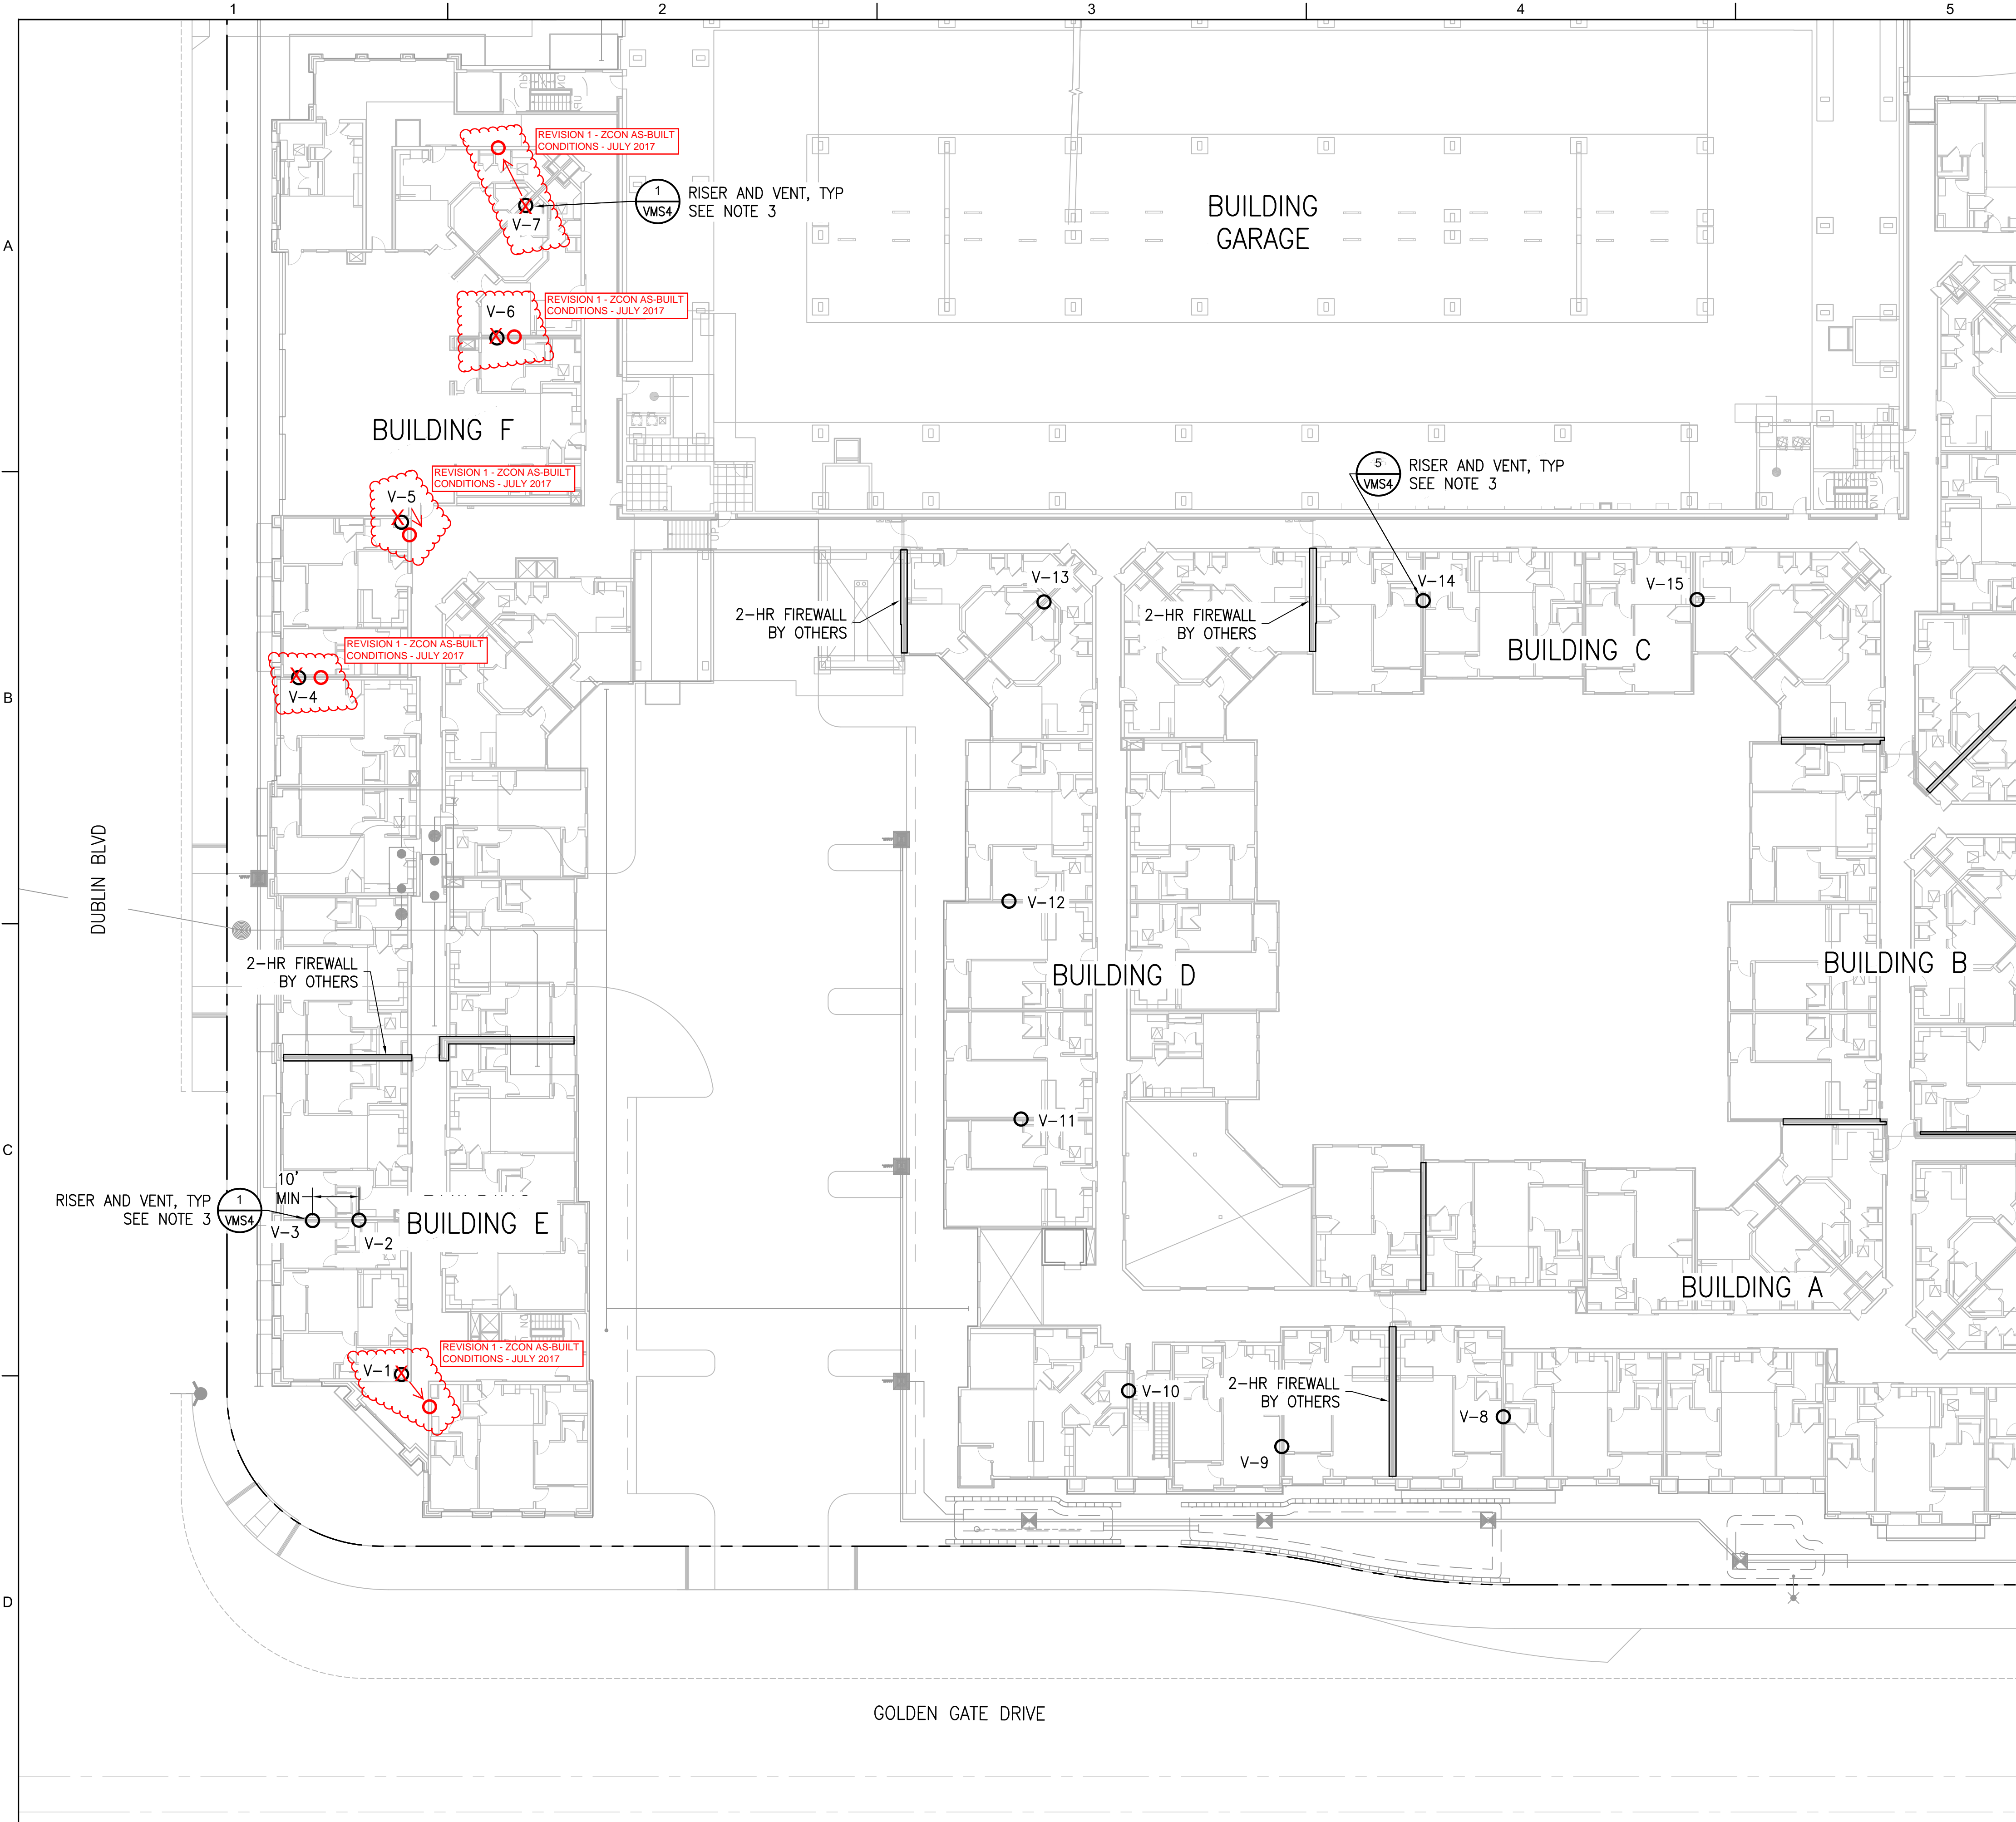 1
2
3
4
5
A
B
C
D
REVISION 1 - ZCON AS-BUILT
CONDITIONS - JULY 2017
1
VMS4
RISER AND VENT, TYP
SEE NOTE 3
V-7
BUILDING
GARAGE
REVISION 1 - ZCON AS-BUILT
CONDITIONS - JULY 2017
V-6
BUILDING F
REVISION 1 - ZCON AS-BUILT
CONDITIONS - JULY 2017
V-5
5
VMS4
RISER AND VENT, TYP
SEE NOTE 3
UP
DN UP
V-13
V-14
V-15
2-HR FIREWALL
BY OTHERS
2-HR FIREWALL
BY OTHERS
BUILDING C
REVISION 1 - ZCON AS-BUILT
CONDITIONS - JULY 2017
V-4
DUBLIN BLVD
V-12
2-HR FIREWALL
BY OTHERS
BUILDING D
BUILDING B
V-11
10'
MIN
RISER AND VENT, TYP
SEE NOTE 3
1
VMS4
V-3
V-2
BUILDING E
BUILDING A
REVISION 1 - ZCON AS-BUILT
CONDITIONS - JULY 2017
V-1
V-10
2-HR FIREWALL
BY OTHERS
V-8
V-9
GOLDEN GATE DRIVE